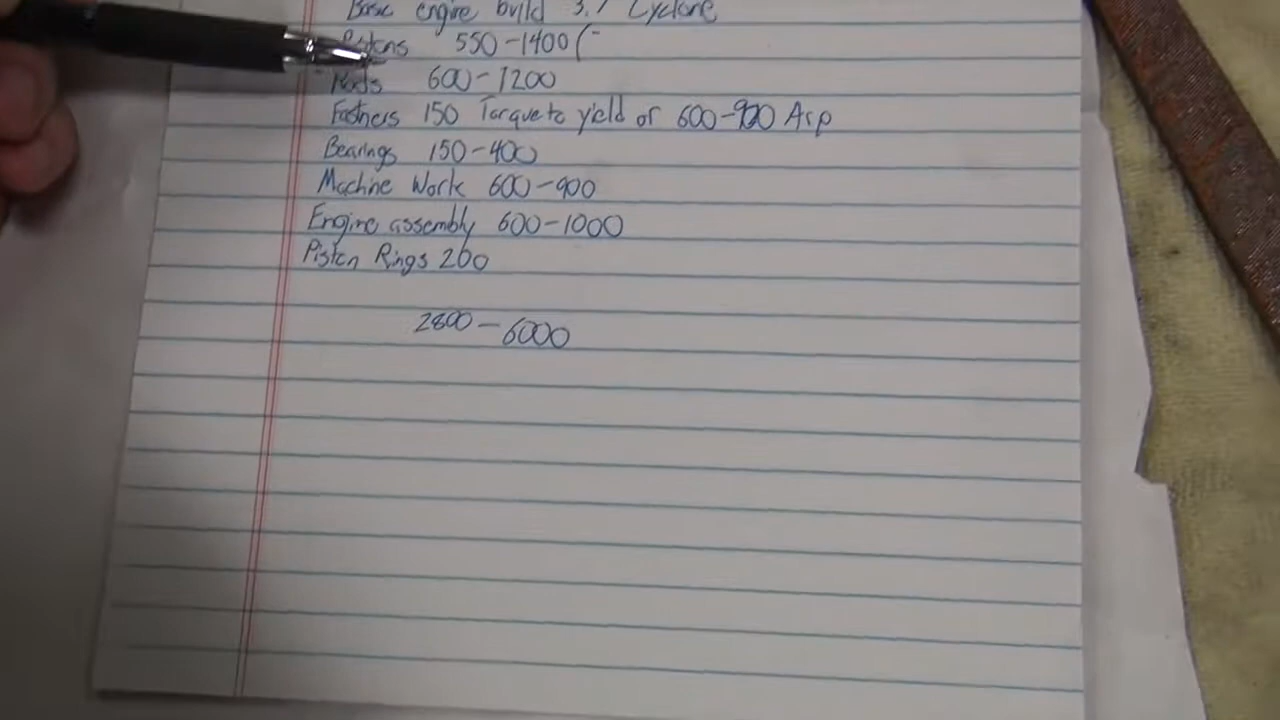 Basic engine build 3.7 Cyclone
Pistons 550-1400 (-
Rods 600-1200
Fastners 150 Torque to yield or 600-900 Arp
Bearings 150-400
Machine Work 600-900
Engine assembly 600-1000
Piston Rings 200
2800-6000